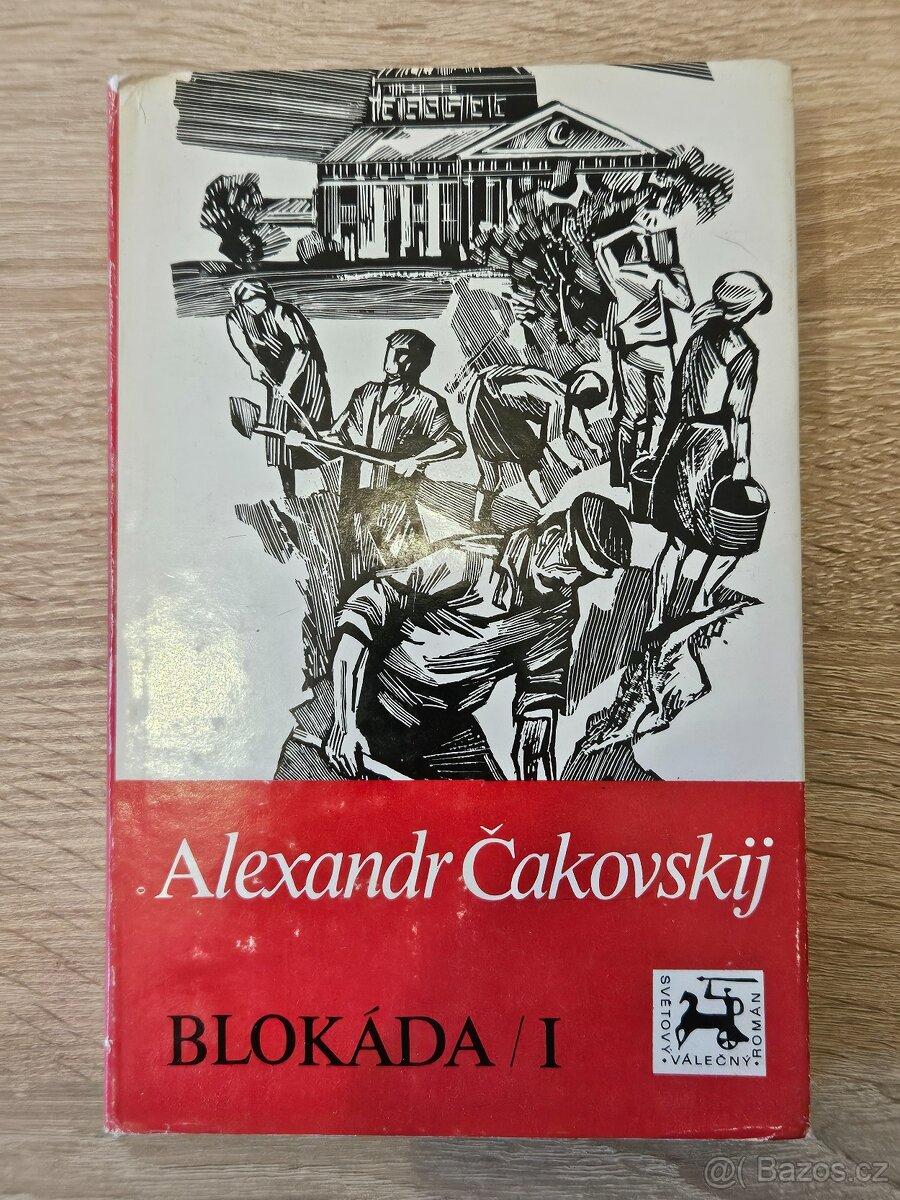 Alexandr Čakovskij
BLOKÁDA / I
SVĚTOVÝ • VÁLEČNÝ • ROMÁN
Bazos.cz